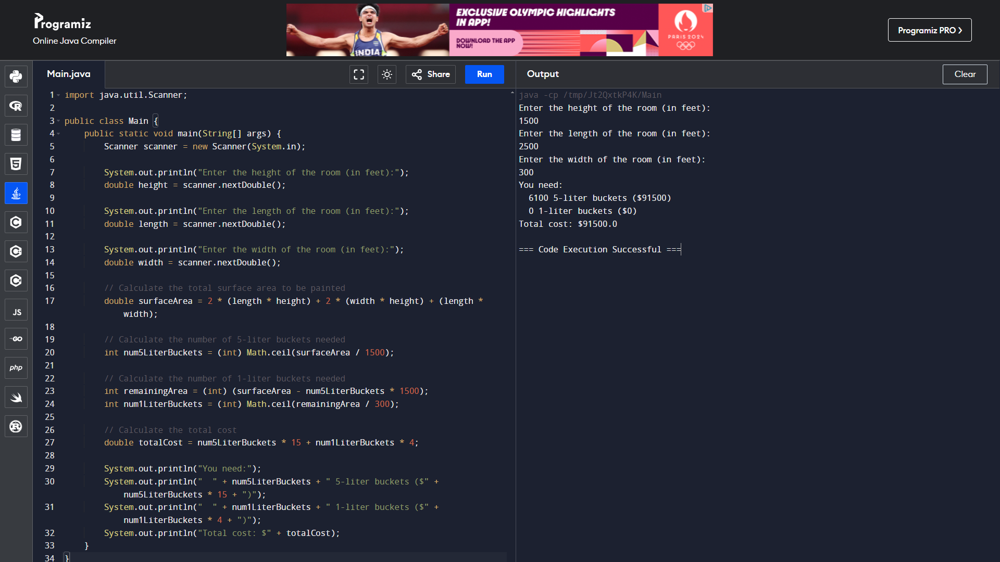 Programiz
Online Java Compiler
INDIA
EXCLUSIVE OLYMPIC HIGHLIGHTS
IN APP!
DOWNLOAD THE APP
NOW!
PARIS 2024
Programiz PRO ❯
Main.java
Share
Run
Output
Clear
1 import java.util.Scanner;
2
3 public class Main {
4     public static void main(String[] args) {
5         Scanner scanner = new Scanner(System.in);
6
7         System.out.println("Enter the height of the room (in feet):");
8         double height = scanner.nextDouble();
9
10         System.out.println("Enter the length of the room (in feet):");
11         double length = scanner.nextDouble();
12
13         System.out.println("Enter the width of the room (in feet):");
14         double width = scanner.nextDouble();
15
16         // Calculate the total surface area to be painted
17         double surfaceArea = 2 * (length * height) + 2 * (width * height) + (length *
            width);
18
19         // Calculate the number of 5-liter buckets needed
20         int num5LiterBuckets = (int) Math.ceil(surfaceArea / 1500);
21
22         // Calculate the number of 1-liter buckets needed
23         int remainingArea = (int) (surfaceArea - num5LiterBuckets * 1500);
24         int num1LiterBuckets = (int) Math.ceil(remainingArea / 300);
25
26         // Calculate the total cost
27         double totalCost = num5LiterBuckets * 15 + num1LiterBuckets * 4;
28
29         System.out.println("You need:");
30         System.out.println("  " + num5LiterBuckets + " 5-liter buckets ($" +
            num5LiterBuckets * 15 + ")");
31         System.out.println("  " + num1LiterBuckets + " 1-liter buckets ($" +
            num1LiterBuckets * 4 + ")");
32         System.out.println("Total cost: $" + totalCost);
33     }
34 }
java -cp /tmp/Jt2QxtkP4K/Main
Enter the height of the room (in feet):
1500
Enter the length of the room (in feet):
2500
Enter the width of the room (in feet):
300
You need:
  6100 5-liter buckets ($91500)
  0 1-liter buckets ($0)
Total cost: $91500.0
=== Code Execution Successful ===
R
5
C
C
C
JS
GO
php
R